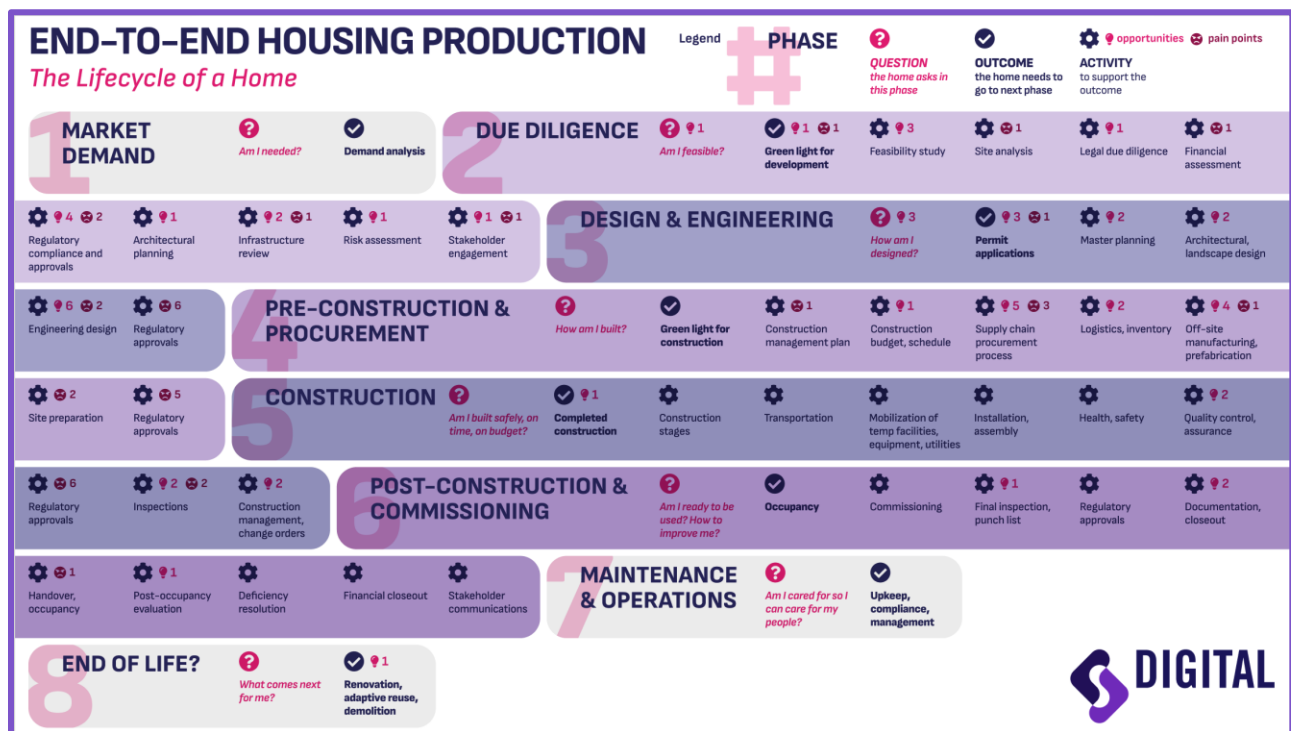 END-TO-END HOUSING PRODUCTION
The Lifecycle of a Home
Legend
#
PHASE
QUESTION
the home asks in
this phase
OUTCOME
the home needs to
go to next phase
opportunities pain points
ACTIVITY
to support the
outcome
1
MARKET
DEMAND
Am I needed?
Demand analysis
2
DUE DILIGENCE
1
Am I feasible?
1 1
Green light for
development
3
Feasibility study
1
Site analysis
1
Legal due diligence
1
Financial
assessment
4 2
Regulatory
compliance and
approvals
1
Architectural
planning
2 1
Infrastructure
review
1
Risk assessment
1 1
Stakeholder
engagement
3
DESIGN & ENGINEERING
3
How am I
designed?
3 1
Permit
applications
2
Master planning
2
Architectural,
landscape design
6 2
Engineering design
6
Regulatory
approvals
4
PRE-CONSTRUCTION &
PROCUREMENT
How am I built?
Green light for
construction
1
Construction
management plan
1
Construction
budget, schedule
5 3
Supply chain
procurement
process
2
Logistics, inventory
4 1
Off-site
manufacturing,
prefabrication
2
Site preparation
5
Regulatory
approvals
5
CONSTRUCTION
Am I built safely, on
time, on budget?
1
Completed
construction
Construction
stages
Transportation
Mobilization of
temp facilities,
equipment, utilities
Installation,
assembly
Health, safety
2
Quality control,
assurance
6
Regulatory
approvals
2 2
Inspections
2
Construction
management,
change orders
6
POST-CONSTRUCTION &
COMMISSIONING
Am I ready to be
used? How to
improve me?
Occupancy
Commissioning
1
Final inspection,
punch list
Regulatory
approvals
2
Documentation,
closeout
1
Handover,
occupancy
1
Post-occupancy
evaluation
Deficiency
resolution
Financial closeout
Stakeholder
communications
7
MAINTENANCE
& OPERATIONS
Am I cared for so I
can care for my
people?
Upkeep,
compliance,
management
8
END OF LIFE?
What comes next
for me?
1
Renovation,
adaptive reuse,
demolition
DIGITAL